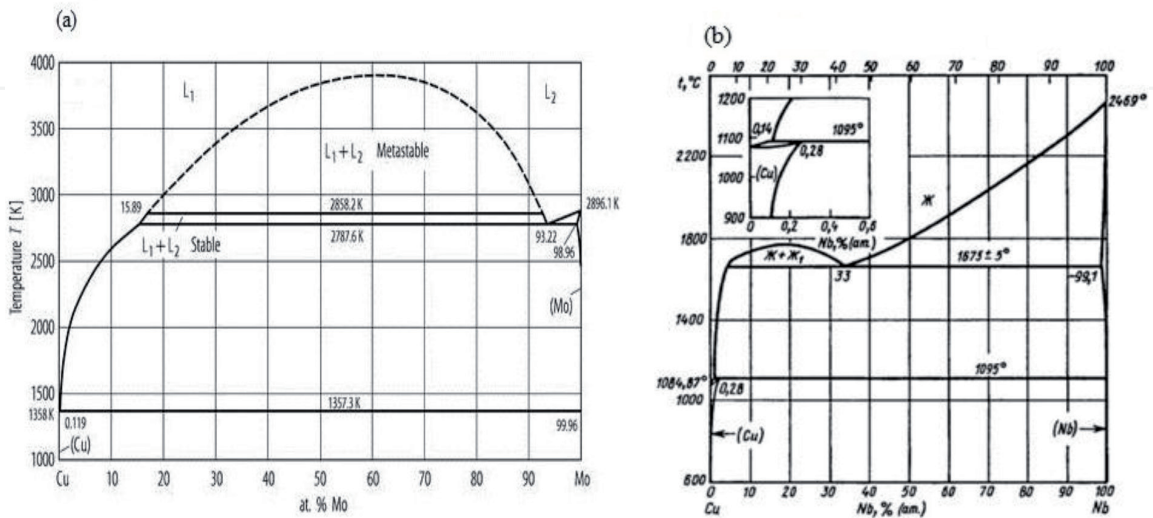 (a)
4000
3500
3000
2500
2000
1500
1000
Temperature T [K]
L₁
L₂
L₁+L₂ Metastable
15.89
2858.2 K
2896.1 K
L₁+L₂ Stable
2787.6 K
93.22
98.96
(Mo)
1358 K
1357.3 K
0.119
99.96
(Cu)
Cu 10 20 30 40 50 60 70 80 90 Mo
at. % Mo
(b)
0 10 20 30 40 50 60 70 80 90 100
t,°C
2469°
1200
1100
1000
900
0,14
1095°
0,28
(Cu)
0 0,2 0,4 0,6
Nb,%(ат.)
2200
1800
1400
1000
600
Ж
Ж+Ж₁
1675±5°
33
99,1
1095°
1084,87°
0,28
(Cu)
(Nb)
0 10 20 30 40 50 60 70 80 90 100
Cu Nb,%(ат.) Nb